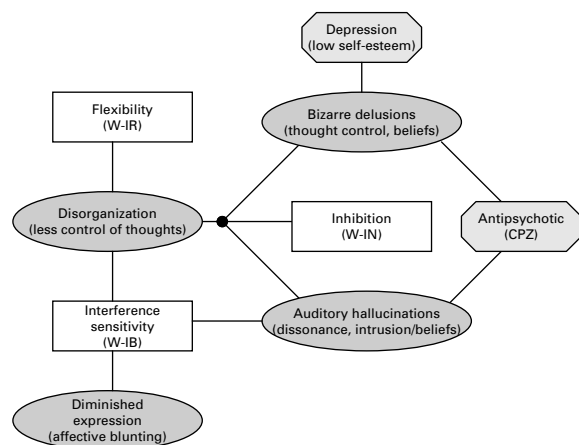 Depression
(low self-esteem)
Flexibility
(W-IR)
Bizarre delusions
(thought control, beliefs)
Disorganization
(less control of thoughts)
Inhibition
(W-IN)
Antipsychotic
(CPZ)
Interference
sensitivity
(W-IB)
Auditory hallucinations
(dissonance, intrusion/beliefs)
Diminished
expression
(affective blunting)